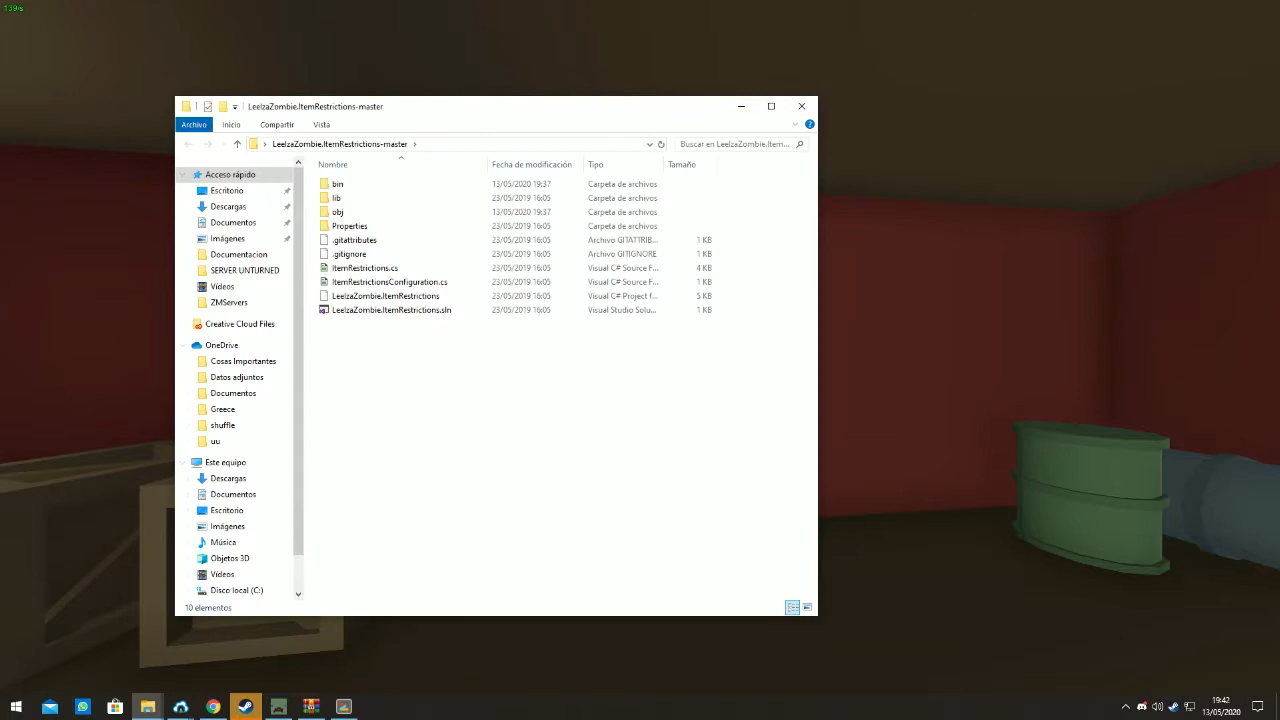 139/s
LeelzaZombie.ItemRestrictions-master
Archivo Inicio Compartir Vista
LeelzaZombie.ItemRestrictions-master
Buscar en LeelzaZombie.Item...
Nombre Fecha de modificación Tipo Tamaño
Acceso rápido
Escritorio
Descargas
Documentos
Imágenes
Documentacion
SERVER UNTURNED
Vídeos
ZMServers
Creative Cloud Files
OneDrive
Cosas Importantes
Datos adjuntos
Documentos
Greece
shuffle
uu
Este equipo
Descargas
Documentos
Escritorio
Imágenes
Música
Objetos 3D
Vídeos
Disco local (C:)
bin 13/05/2020 19:37 Carpeta de archivos
lib 23/05/2019 16:05 Carpeta de archivos
obj 13/05/2020 19:37 Carpeta de archivos
Properties 23/05/2019 16:05 Carpeta de archivos
.gitattributes 23/05/2019 16:05 Archivo GITATTRIB... 1 KB
.gitignore 23/05/2019 16:05 Archivo GITIGNORE 1 KB
ItemRestrictions.cs 23/05/2019 16:05 Visual C# Source F... 4 KB
ItemRestrictionsConfiguration.cs 23/05/2019 16:05 Visual C# Source F... 1 KB
LeelzaZombie.ItemRestrictions 23/05/2019 16:05 Visual C# Project f... 5 KB
LeelzaZombie.ItemRestrictions.sln 23/05/2019 16:05 Visual Studio Solu... 1 KB
10 elementos
19:42
13/05/2020